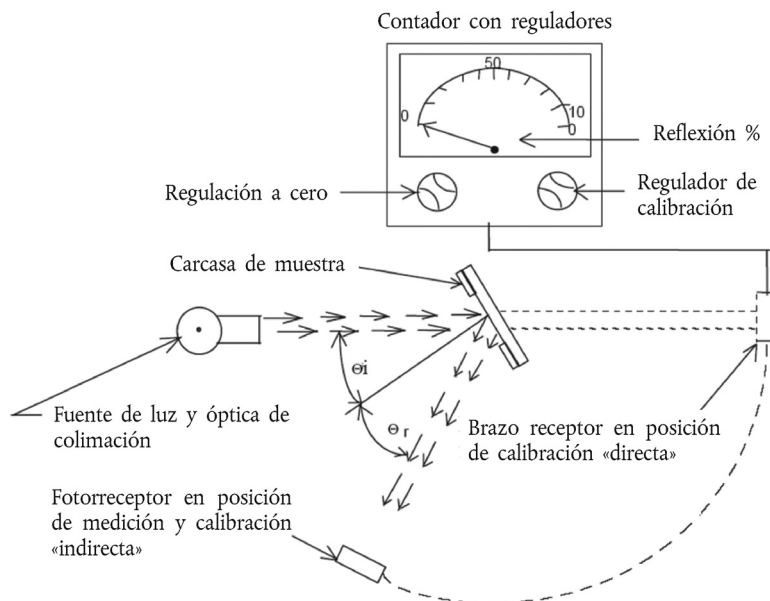 Contador con reguladores
50
0
10
0
Reflexión %
Regulación a cero
Regulador de
calibración
Carcasa de muestra
Θi
Θr
Fuente de luz y óptica de
colimación
Brazo receptor en posición
de calibración «directa»
Fotorreceptor en posición
de medición y calibración
«indirecta»